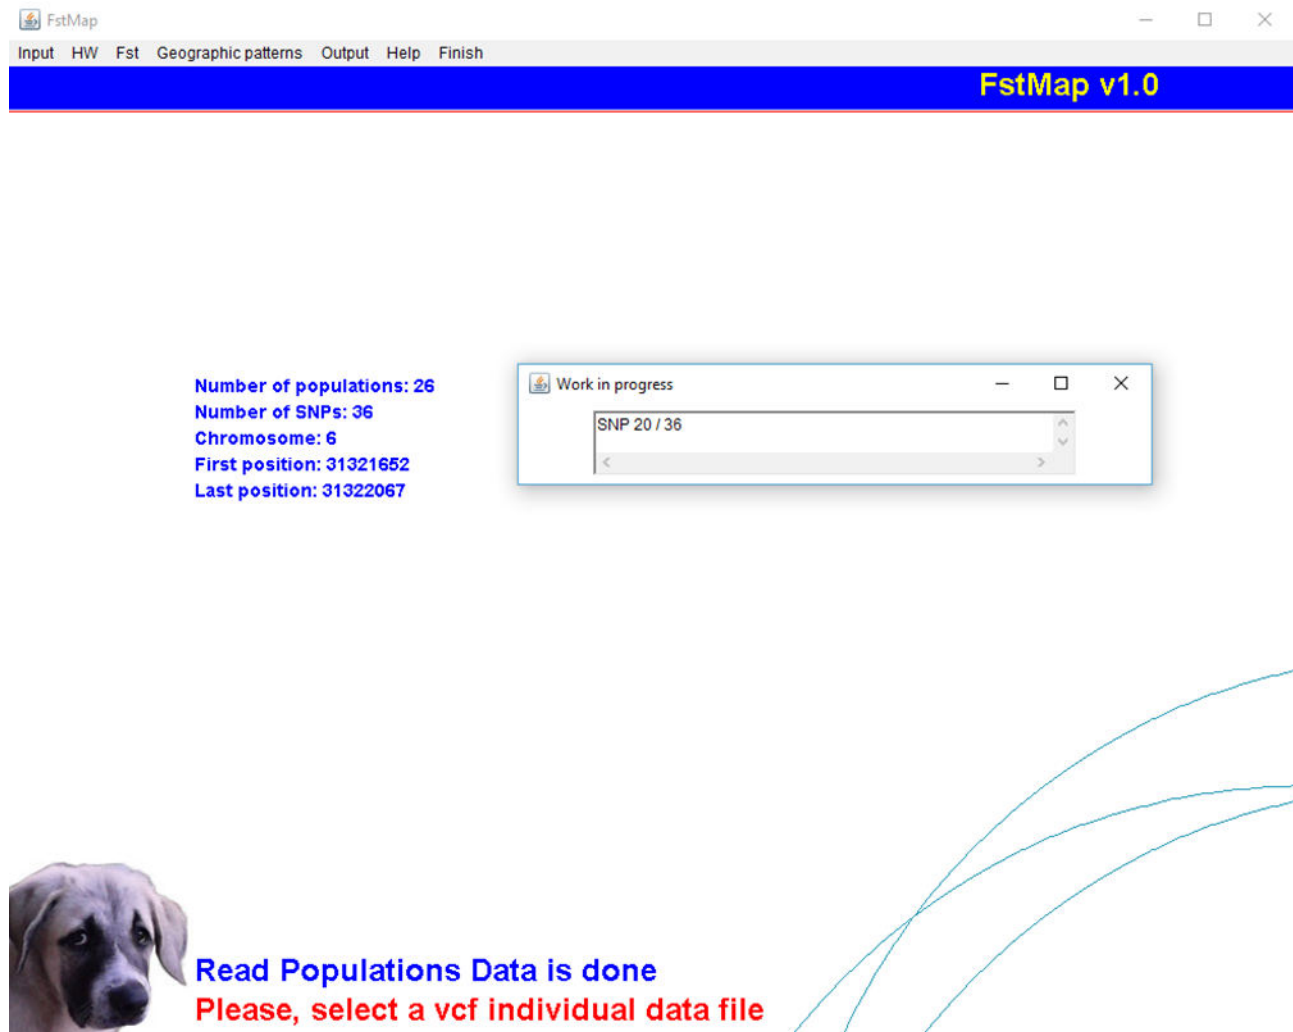 FstMap
Input HW Fst Geographic patterns Output Help Finish
FstMap v1.0
Number of populations: 26
Number of SNPs: 36
Chromosome: 6
First position: 31321652
Last position: 31322067
Work in progress
SNP 20 / 36
Read Populations Data is done
Please, select a vcf individual data file